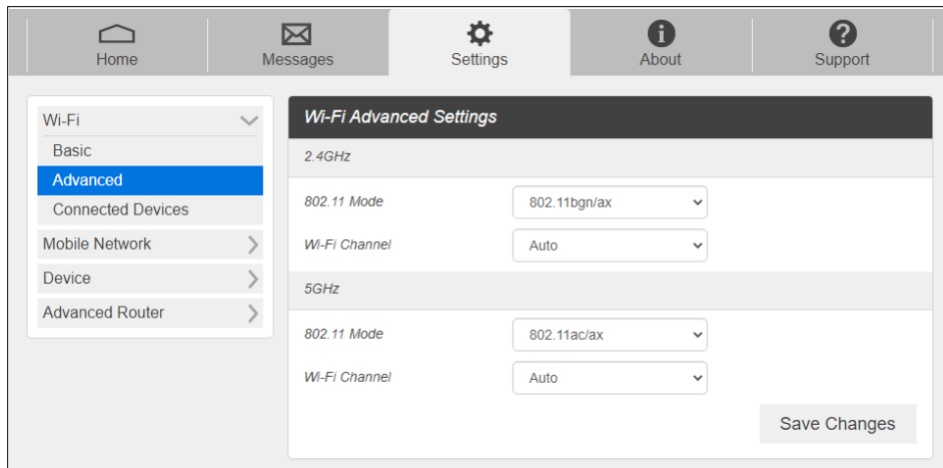 Home
Messages
Settings
About
Support
Wi-Fi
Basic
Advanced
Connected Devices
Mobile Network
Device
Advanced Router
Wi-Fi Advanced Settings
2.4GHz
802.11 Mode
802.11bgn/ax
Wi-Fi Channel
Auto
5GHz
802.11 Mode
802.11ac/ax
Wi-Fi Channel
Auto
Save Changes